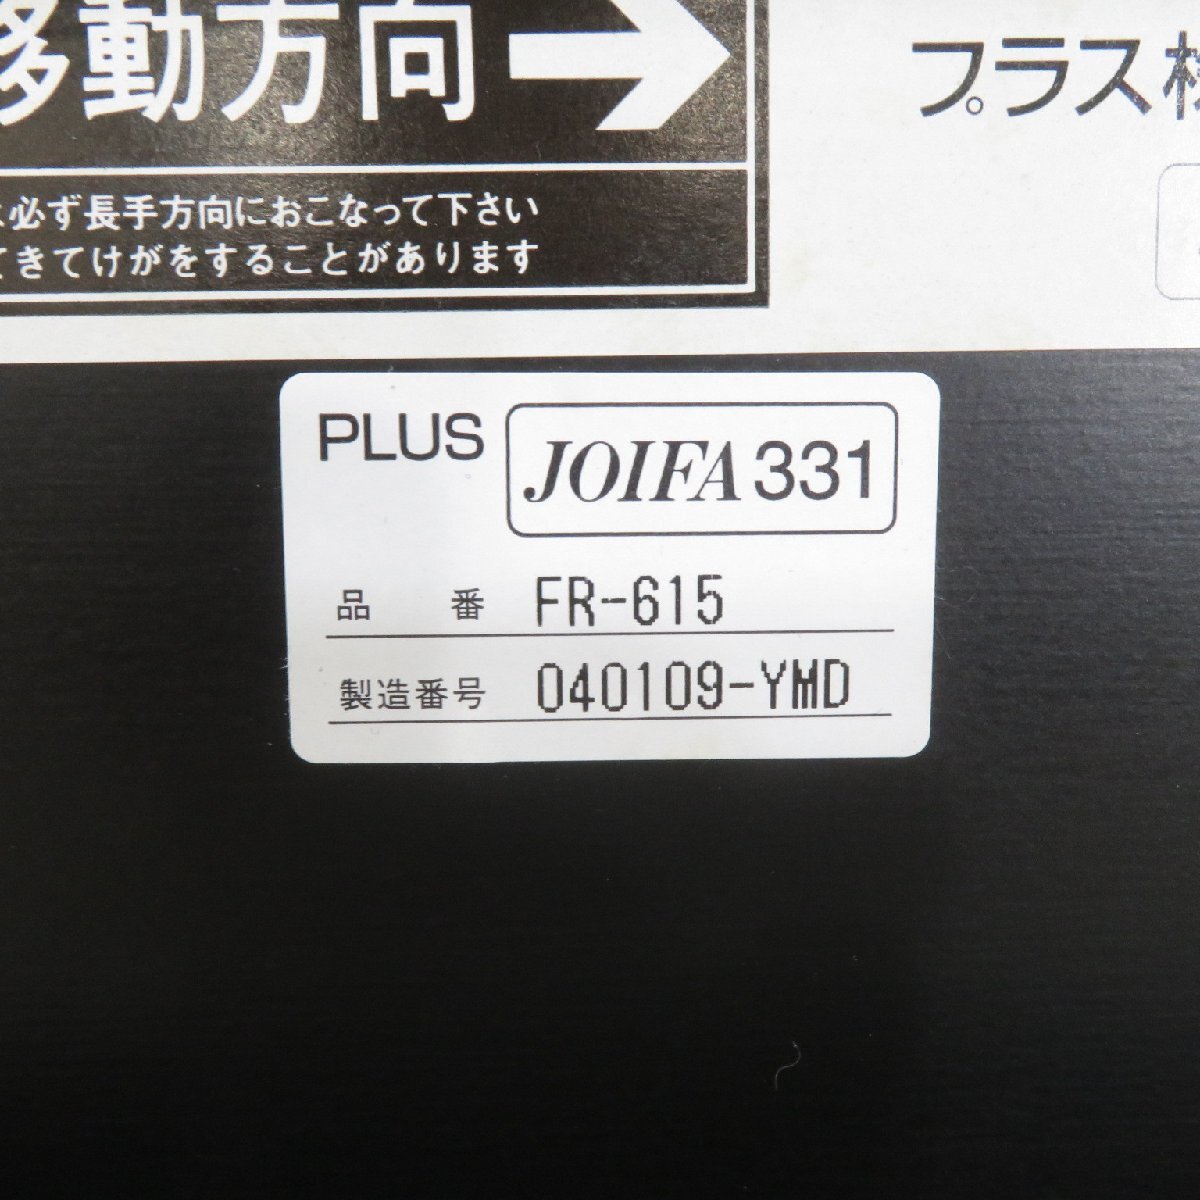 移動方向
必ず長手方向におこなって下さい
てきてけがをすることがあります
プラス株
PLUS JOIFA 331
品 番 FR-615
製造番号 040109-YMD